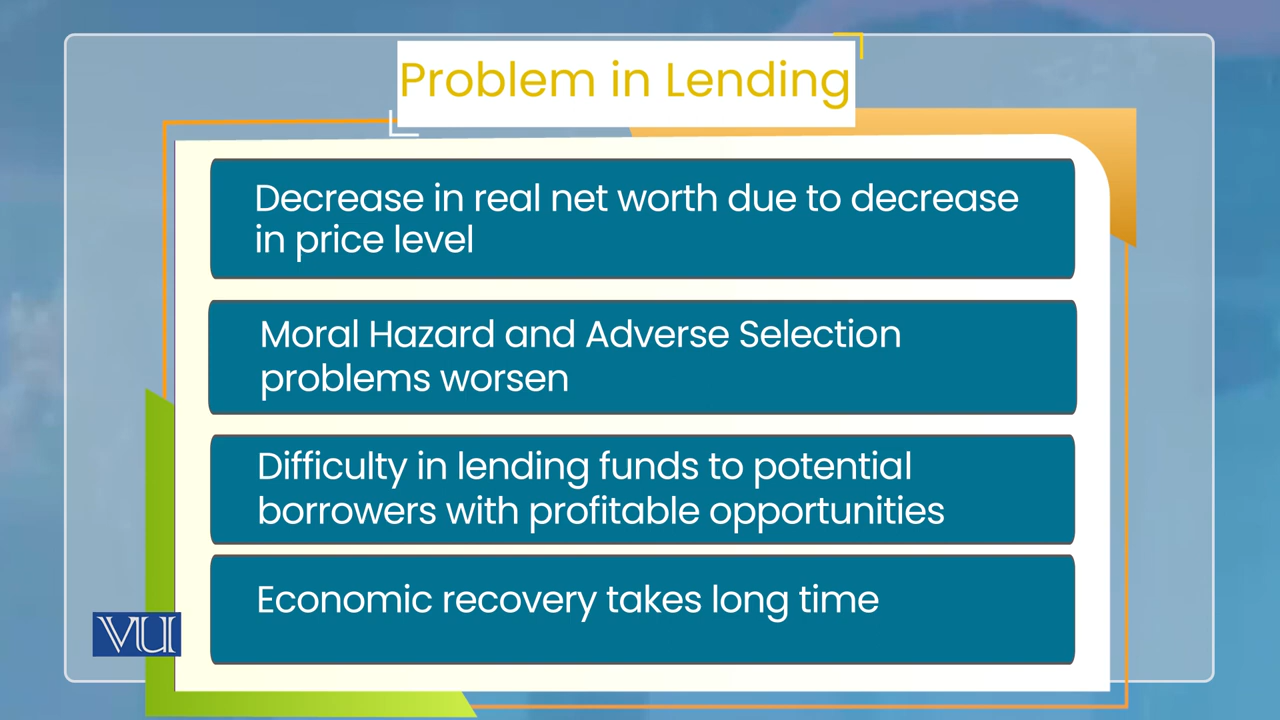 Problem in Lending
Decrease in real net worth due to decrease
in price level
Moral Hazard and Adverse Selection
problems worsen
Difficulty in lending funds to potential
borrowers with profitable opportunities
Economic recovery takes long time
VU